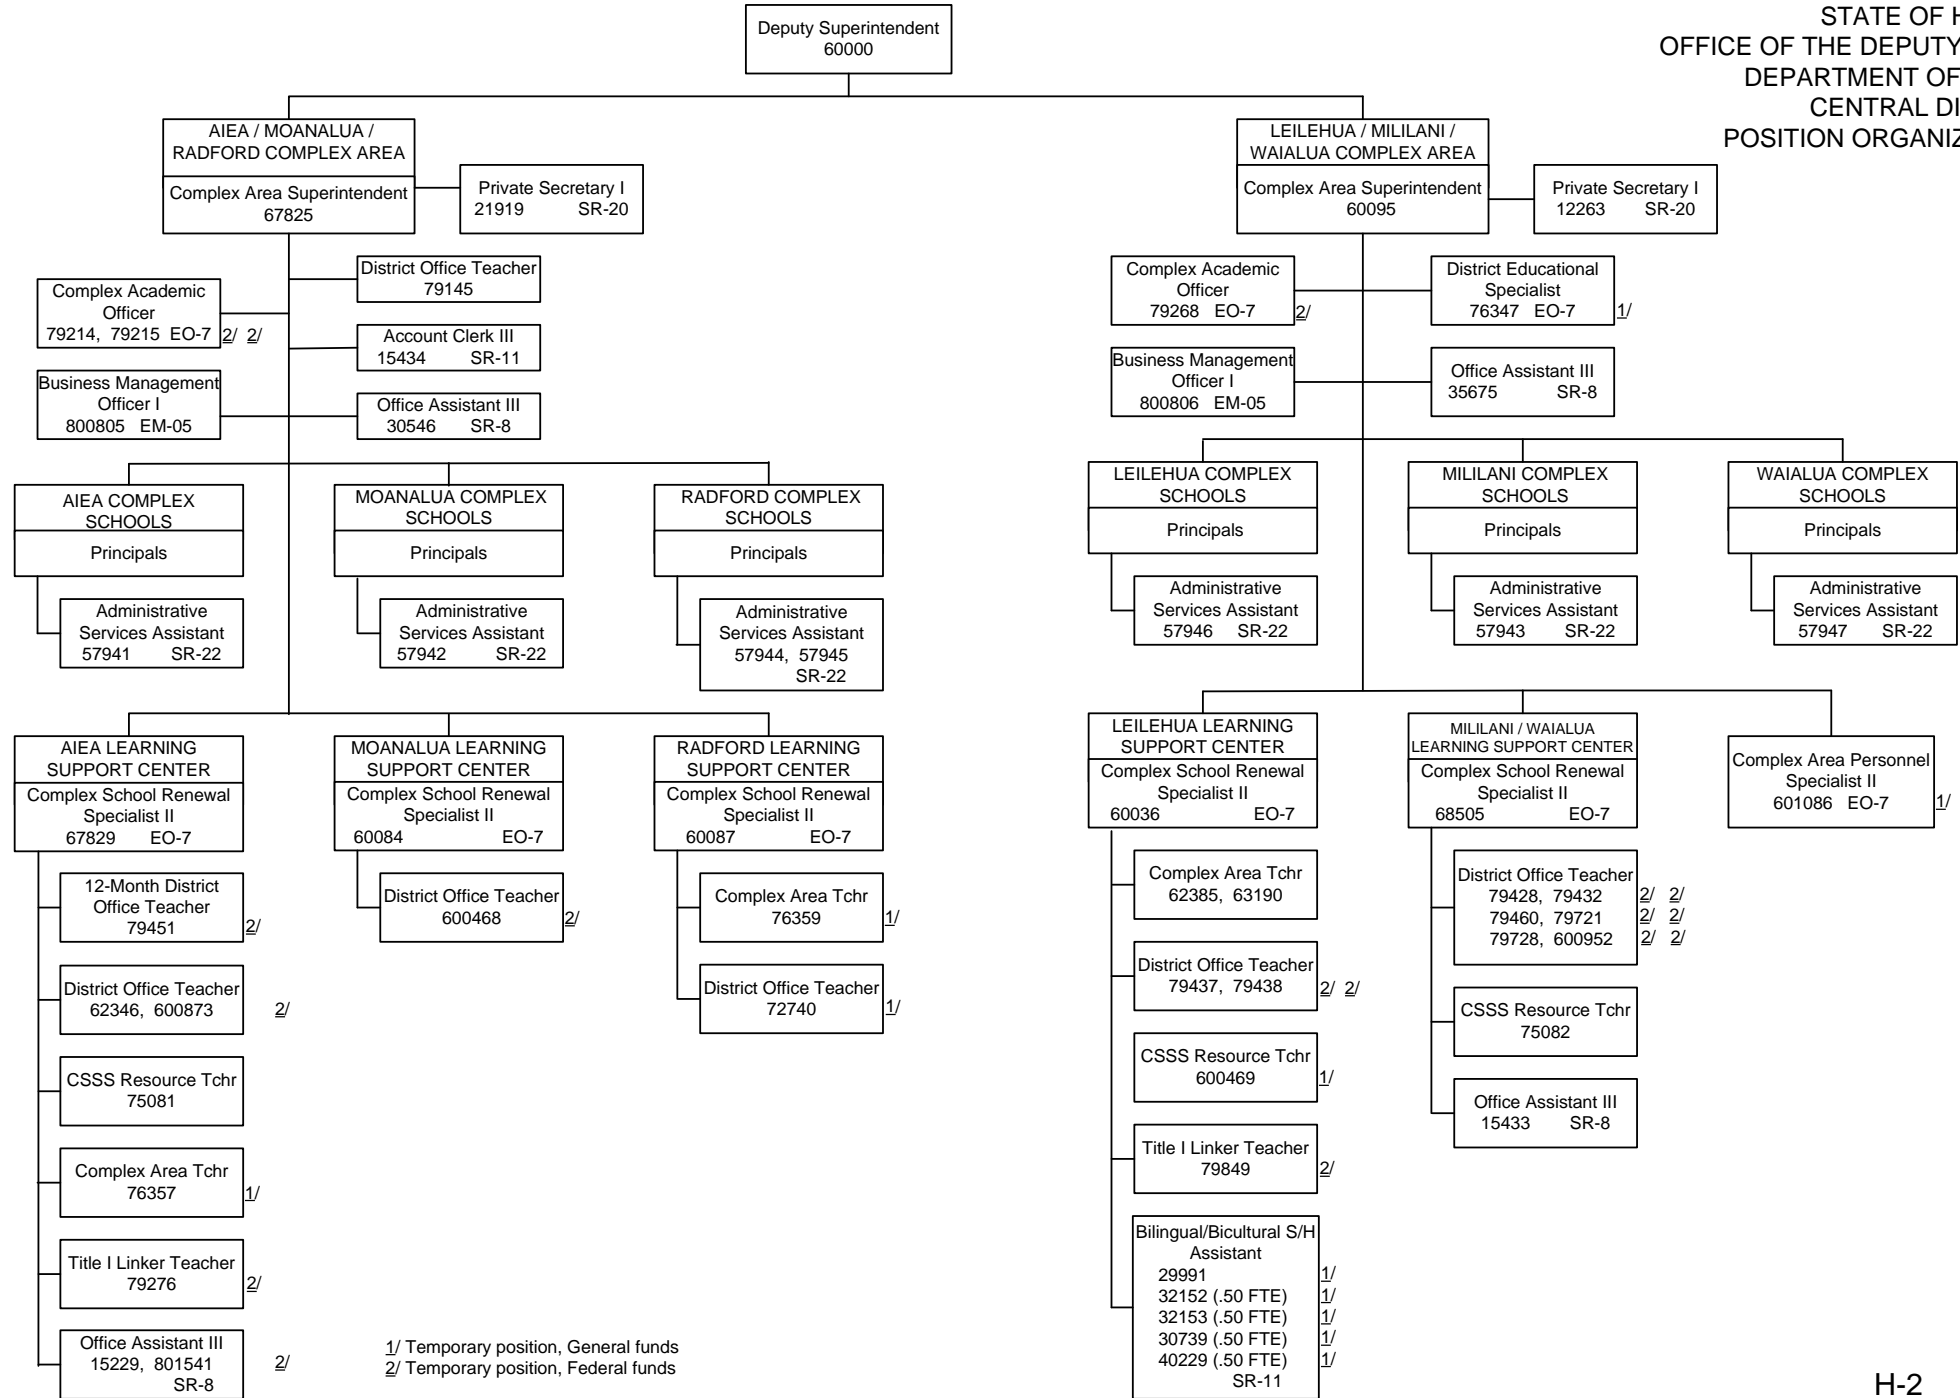 STATE OF H
OFFICE OF THE DEPUTY
DEPARTMENT OF
CENTRAL DI
POSITION ORGANIZ
Deputy Superintendent
60000
AIEA / MOANALUA /
RADFORD COMPLEX AREA
Complex Area Superintendent
67825
Private Secretary I
21919 SR-20
Complex Academic
Officer
79214, 79215 EO-7 2/ 2/
District Office Teacher
79145
Account Clerk III
15434 SR-11
Business Management
Officer I
800805 EM-05
Office Assistant III
30546 SR-8
AIEA COMPLEX
SCHOOLS
Principals
Administrative
Services Assistant
57941 SR-22
MOANALUA COMPLEX
SCHOOLS
Principals
Administrative
Services Assistant
57942 SR-22
RADFORD COMPLEX
SCHOOLS
Principals
Administrative
Services Assistant
57944, 57945
SR-22
AIEA LEARNING
SUPPORT CENTER
Complex School Renewal
Specialist II
67829 EO-7
12-Month District
Office Teacher
79451 2/
District Office Teacher
62346, 600873 2/
CSSS Resource Tchr
75081
Complex Area Tchr
76357 1/
Title I Linker Teacher
79276 2/
Office Assistant III
15229, 801541 2/
SR-8
MOANALUA LEARNING
SUPPORT CENTER
Complex School Renewal
Specialist II
60084 EO-7
District Office Teacher
600468 2/
RADFORD LEARNING
SUPPORT CENTER
Complex School Renewal
Specialist II
60087 EO-7
Complex Area Tchr
76359 1/
District Office Teacher
72740 1/
LEILEHUA / MILILANI /
WAIALUA COMPLEX AREA
Complex Area Superintendent
60095
Private Secretary I
12263 SR-20
Complex Academic
Officer
79268 EO-7 2/
District Educational
Specialist
76347 EO-7 1/
Business Management
Officer I
800806 EM-05
Office Assistant III
35675 SR-8
LEILEHUA COMPLEX
SCHOOLS
Principals
Administrative
Services Assistant
57946 SR-22
MILILANI COMPLEX
SCHOOLS
Principals
Administrative
Services Assistant
57943 SR-22
WAIALUA COMPLEX
SCHOOLS
Principals
Administrative
Services Assistant
57947 SR-22
LEILEHUA LEARNING
SUPPORT CENTER
Complex School Renewal
Specialist II
60036 EO-7
Complex Area Tchr
62385, 63190
District Office Teacher
79437, 79438 2/ 2/
CSSS Resource Tchr
600469 1/
Title I Linker Teacher
79849 2/
Bilingual/Bicultural S/H
Assistant
29991 1/
32152 (.50 FTE) 1/
32153 (.50 FTE) 1/
30739 (.50 FTE) 1/
40229 (.50 FTE) 1/
SR-11
MILILANI / WAIALUA
LEARNING SUPPORT CENTER
Complex School Renewal
Specialist II
68505 EO-7
District Office Teacher
79428, 79432 2/ 2/
79460, 79721 2/ 2/
79728, 600952 2/ 2/
CSSS Resource Tchr
75082
Office Assistant III
15433 SR-8
Complex Area Personnel
Specialist II
601086 EO-7 1/
1/ Temporary position, General funds
2/ Temporary position, Federal funds
H-2